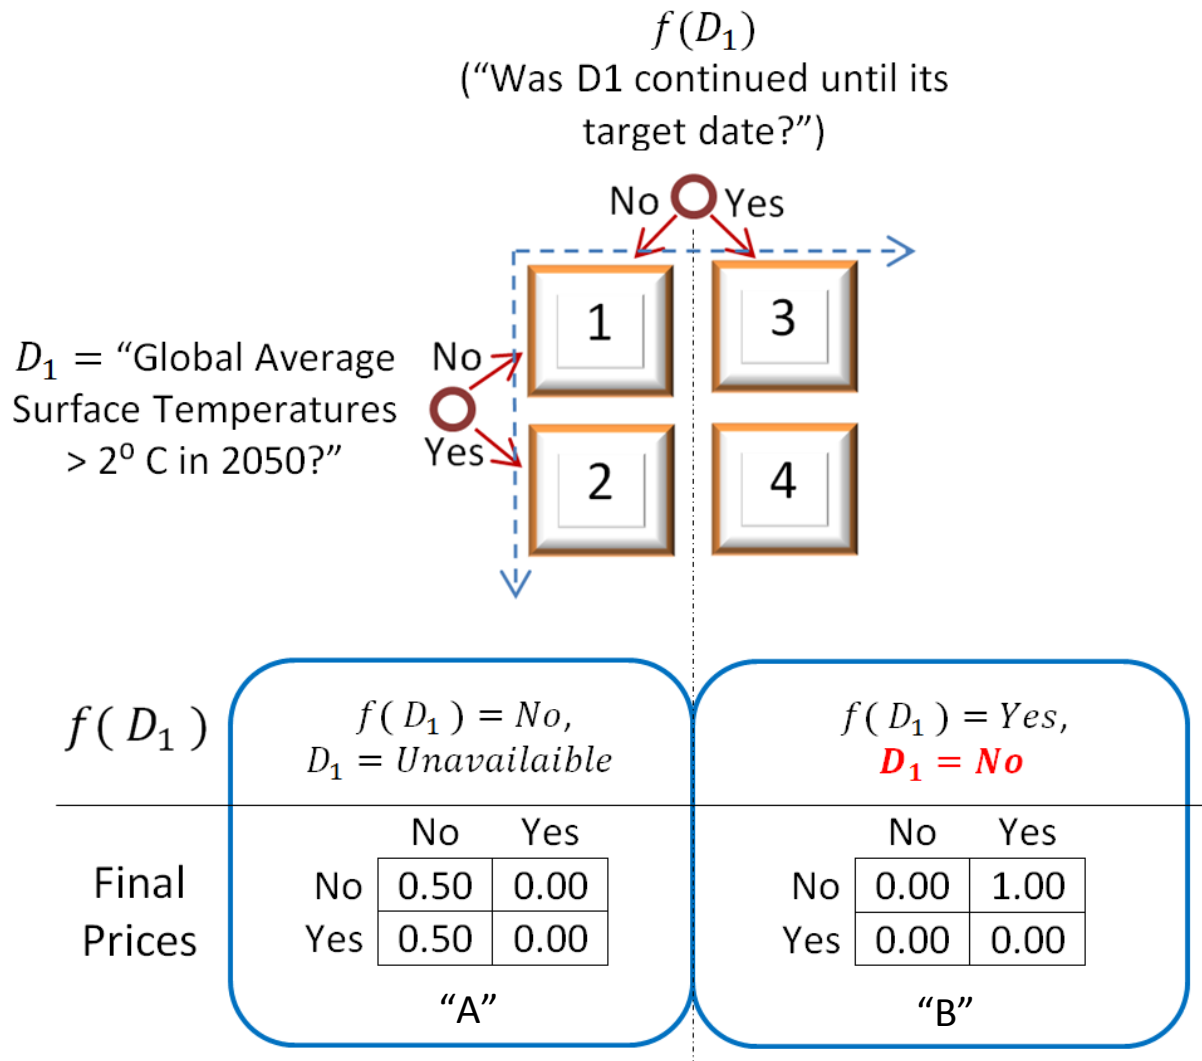 f(D₁)
(“Was D1 continued until its
target date?”)
No Yes
1 3
D₁ = “Global Average
Surface Temperatures
> 2⁰ C in 2050?”
No
Yes
2 4
f( D₁ )
f( D₁ ) = No,
D₁ = Unavailaible
f( D₁ ) = Yes,
D₁ = No
Final
Prices
No Yes
No 0.50 0.00
Yes 0.50 0.00
“A”
No Yes
No 0.00 1.00
Yes 0.00 0.00
“B”